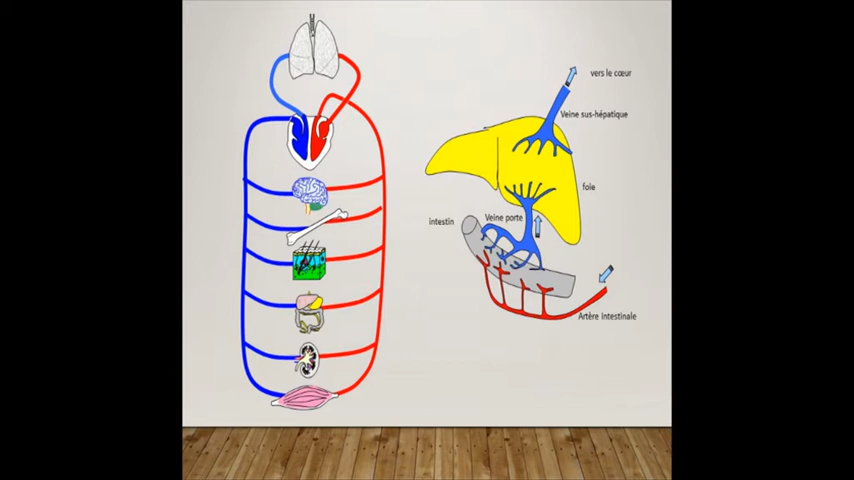 vers le cœur
Veine sus-hépatique
foie
intestin
Veine porte
Artère intestinale